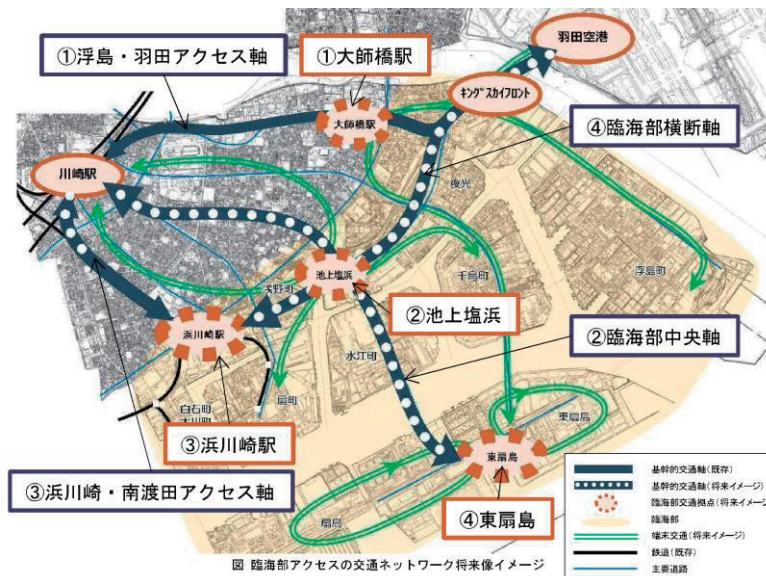 ①浮島・羽田アクセス軸
①大師橋駅
羽田空港
キングスカイフロント
大師橋駅
④臨海部横断軸
川崎駅
夜光
池上塩浜
千鳥町
浮島町
浅野町
②池上塩浜
浜川崎駅
水江町
②臨海部中央軸
白石町
扇町
③浜川崎駅
東扇島
東扇島
③浜川崎・南渡田アクセス軸
扇島
④東扇島
基幹的交通軸(既存)
基幹的交通軸(将来イメージ)
臨海部交通拠点(将来イメージ)
臨海部
端末交通(将来イメージ)
鉄道(既存)
主要道路
図 臨海部アクセスの交通ネットワーク将来像イメージ